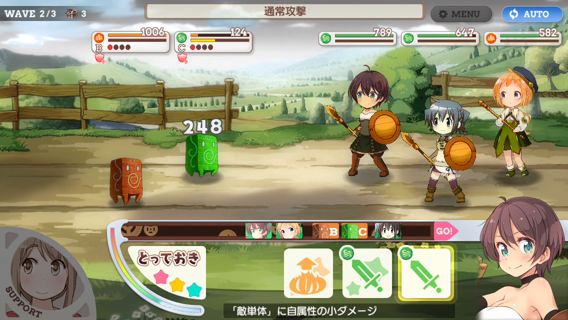 WAVE 2/3 3
通常攻撃
MENU
AUTO
1006
B
124
C
789
647
582
248
B
C
GO!
とっておき
SUPPORT
「敵単体」に自属性の小ダメージ